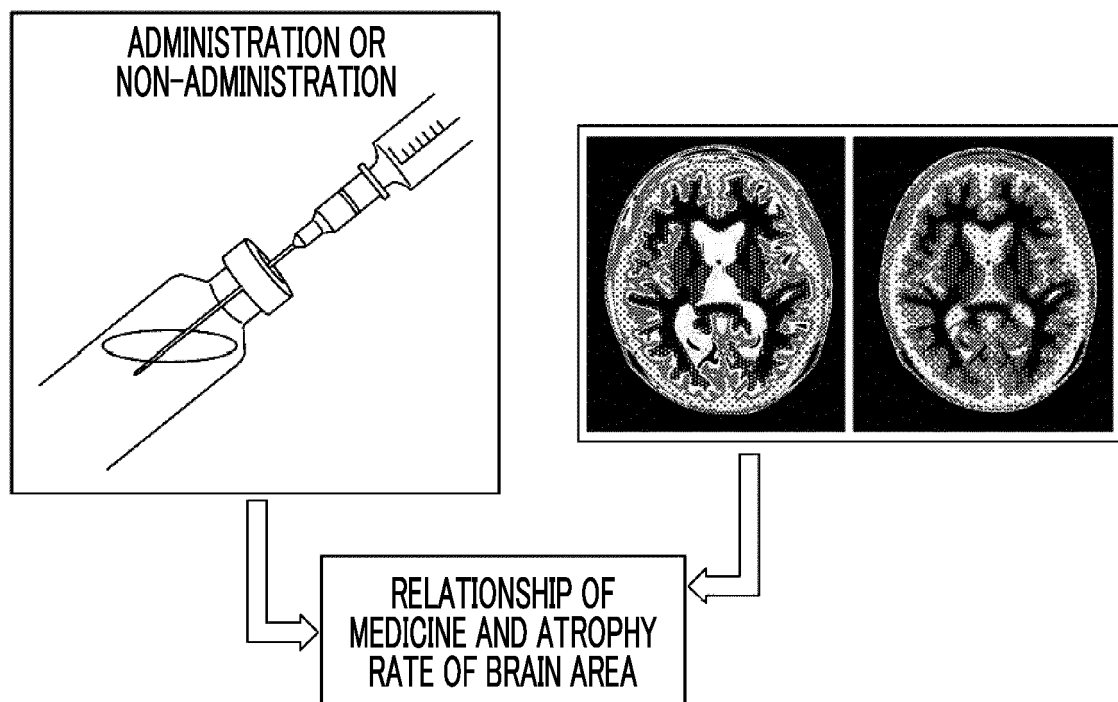 ADMINISTRATION OR
NON-ADMINISTRATION
RELATIONSHIP OF
MEDICINE AND ATROPHY
RATE OF BRAIN AREA